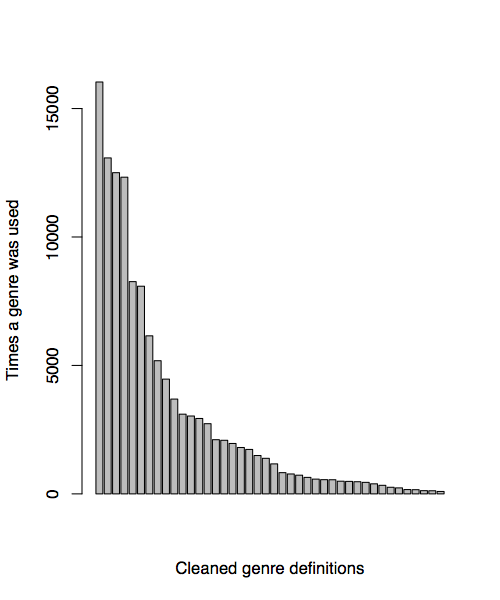 15000
10000
5000
0
Times a genre was used
Cleaned genre definitions